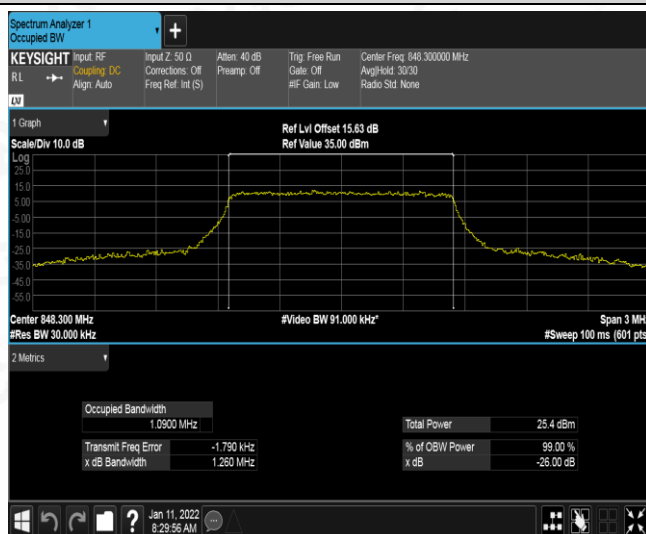 Spectrum Analyzer 1
Occupied BW
+
KEYSIGHT
RL
LXI
Input: RF
Coupling: DC
Align: Auto
Input Z: 50 Ω
Corrections: Off
Freq Ref: Int (S)
Atten: 40 dB
Preamp: Off
Trig: Free Run
Gate: Off
#IF Gain: Low
Center Freq: 848.300000 MHz
Avg|Hold: 30/30
Radio Std: None
1 Graph
Scale/Div 10.0 dB
Ref Lvl Offset 15.63 dB
Ref Value 35.00 dBm
Log
25.0
15.0
5.00
-5.00
-15.0
-25.0
-35.0
-45.0
-55.0
Center 848.300 MHz
#Res BW 30.000 kHz
#Video BW 91.000 kHz*
Span 3 MH
#Sweep 100 ms (601 pts
2 Metrics
Occupied Bandwidth
1.0900 MHz
Transmit Freq Error -1.790 kHz
x dB Bandwidth 1.260 MHz
Total Power 25.4 dBm
% of OBW Power 99.00 %
x dB -26.00 dB
?
Jan 11, 2022
8:29:56 AM